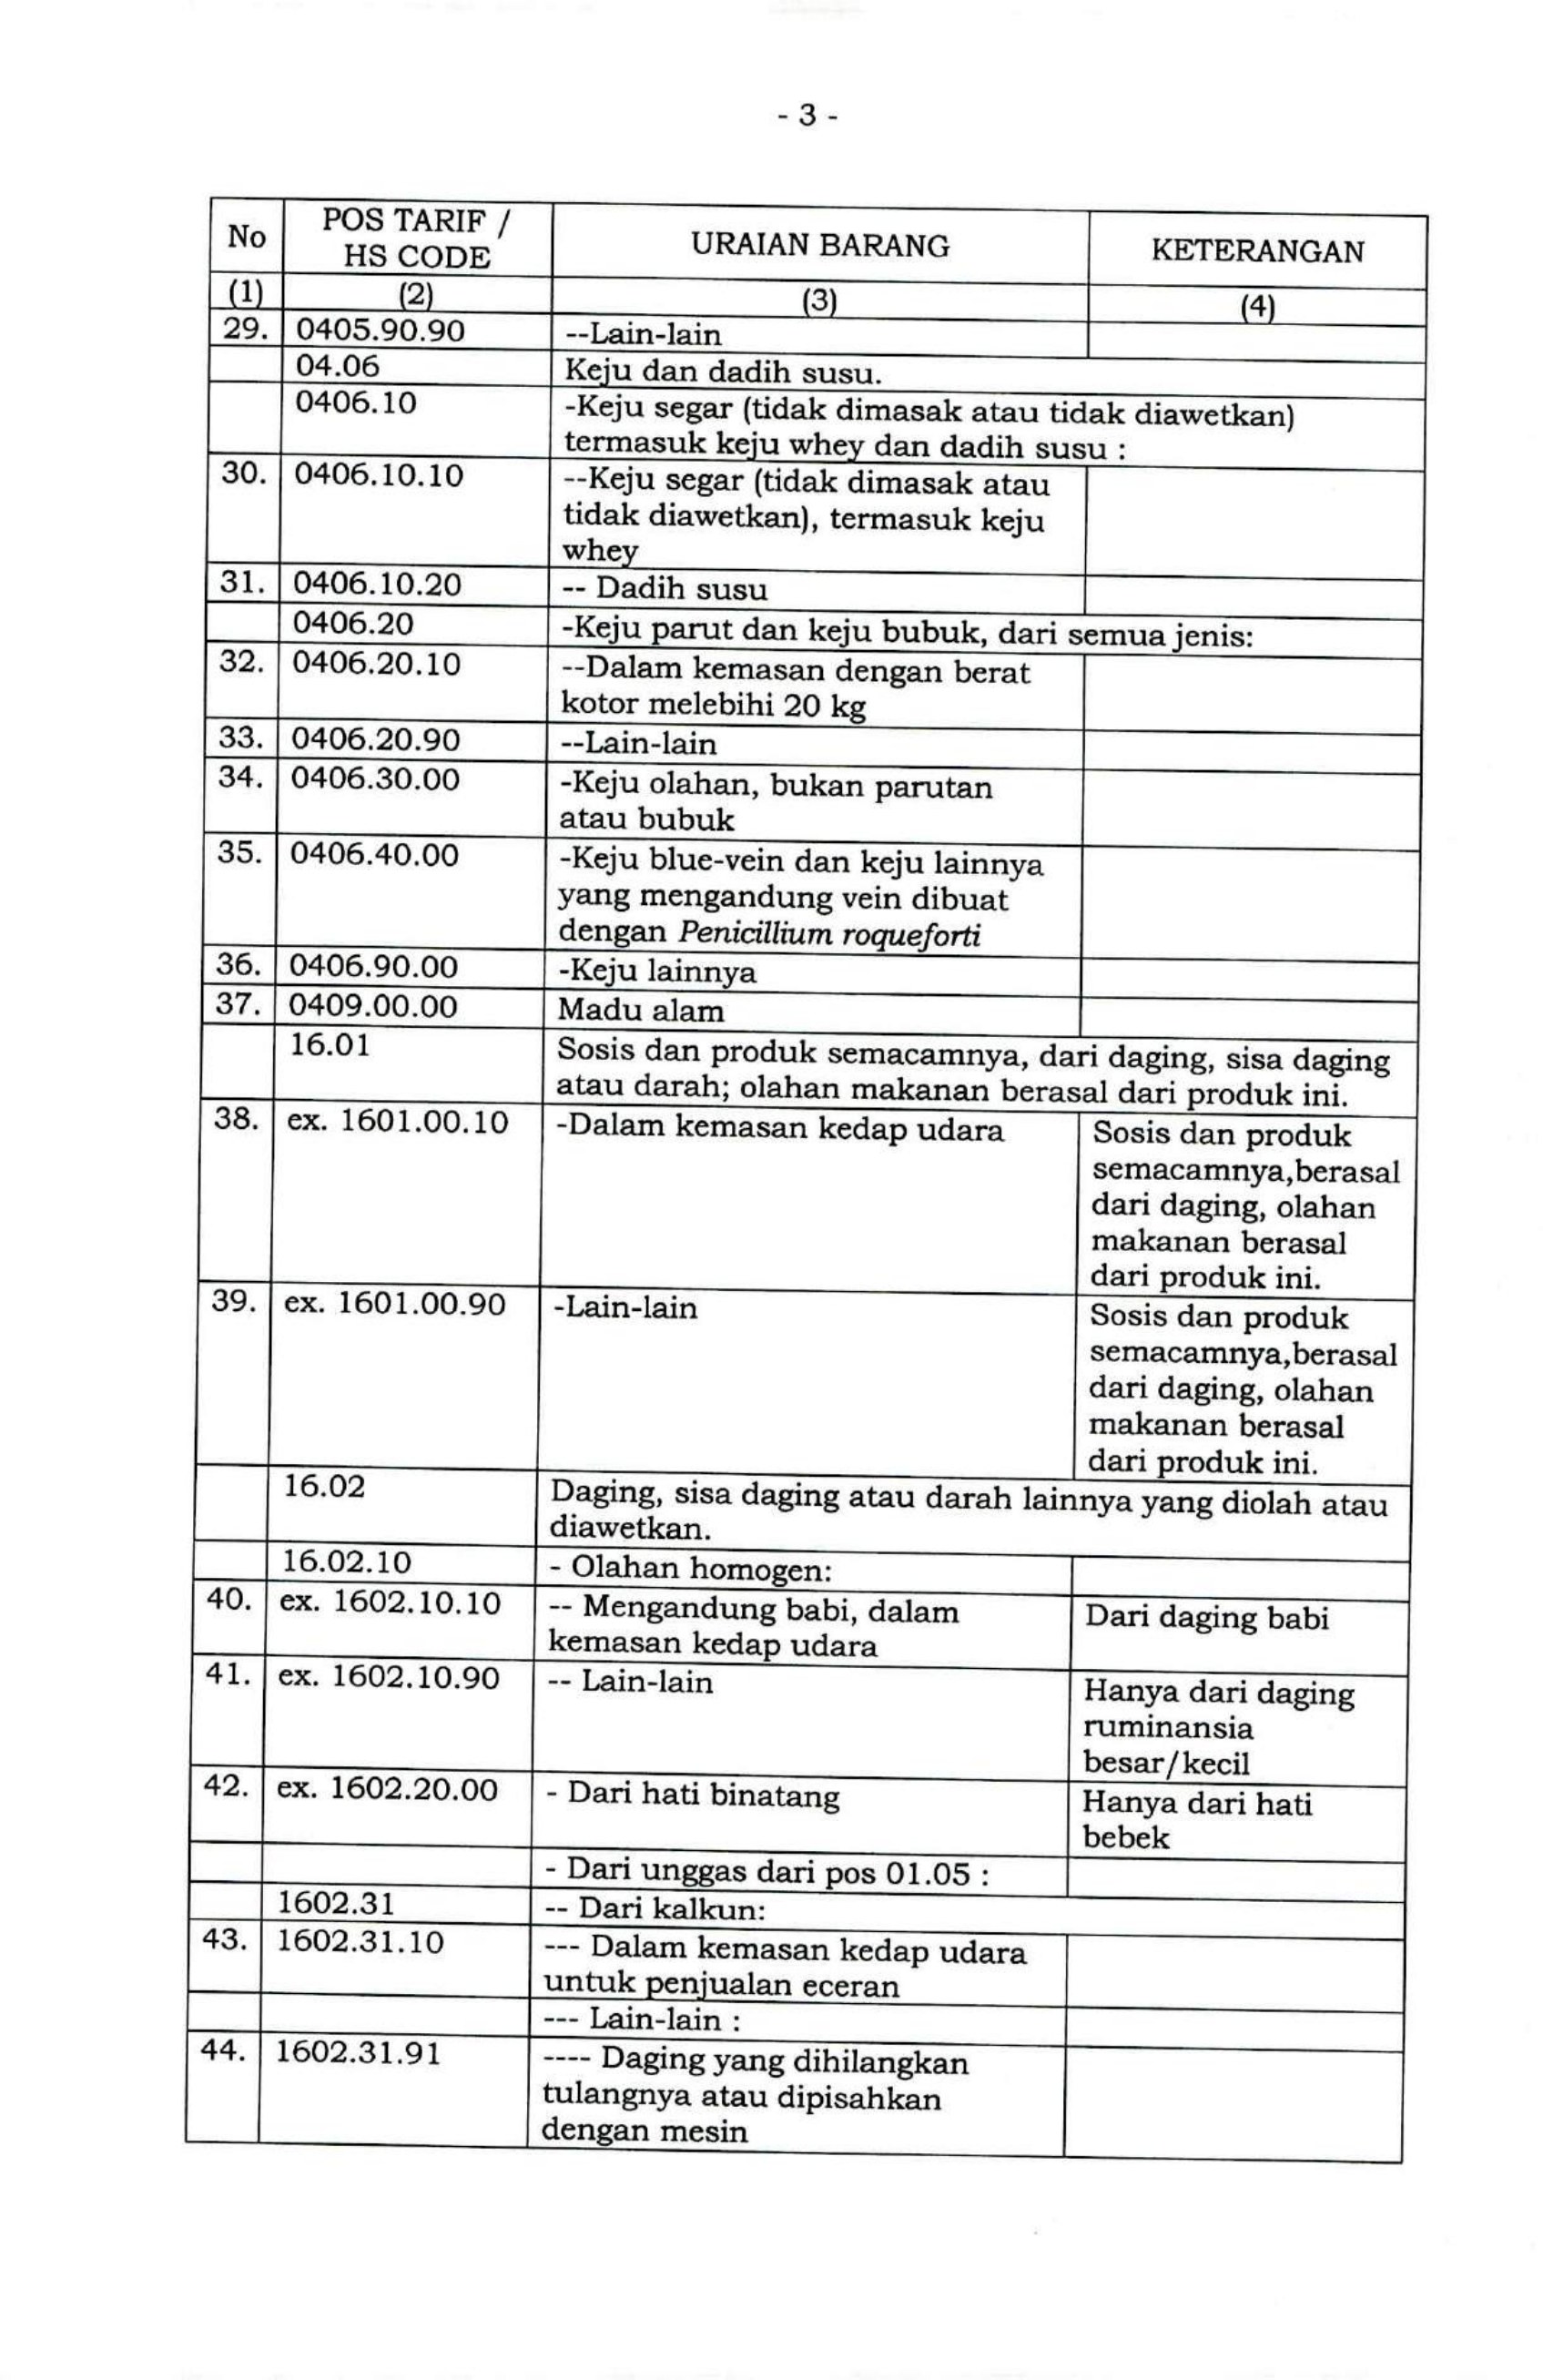 - 3 -
No
POS TARIF /
HS CODE
URAIAN BARANG
KETERANGAN
(1)
(2)
(3)
(4)
29.
0405.90.90
--Lain-lain
04.06
Keju dan dadih susu.
0406.10
-Keju segar (tidak dimasak atau tidak diawetkan)
termasuk keju whey dan dadih susu :
30.
0406.10.10
--Keju segar (tidak dimasak atau
tidak diawetkan), termasuk keju
whey
31.
0406.10.20
-- Dadih susu
0406.20
-Keju parut dan keju bubuk, dari semua jenis:
32.
0406.20.10
--Dalam kemasan dengan berat
kotor melebihi 20 kg
33.
0406.20.90
--Lain-lain
34.
0406.30.00
-Keju olahan, bukan parutan
atau bubuk
35.
0406.40.00
-Keju blue-vein dan keju lainnya
yang mengandung vein dibuat
dengan Penicillium roqueforti
36.
0406.90.00
-Keju lainnya
37.
0409.00.00
Madu alam
16.01
Sosis dan produk semacamnya, dari daging, sisa daging
atau darah; olahan makanan berasal dari produk ini.
38.
ex. 1601.00.10
-Dalam kemasan kedap udara
Sosis dan produk
semacamnya,berasal
dari daging, olahan
makanan berasal
dari produk ini.
39.
ex. 1601.00.90
-Lain-lain
Sosis dan produk
semacamnya,berasal
dari daging, olahan
makanan berasal
dari produk ini.
16.02
Daging, sisa daging atau darah lainnya yang diolah atau
diawetkan.
16.02.10
- Olahan homogen:
40.
ex. 1602.10.10
-- Mengandung babi, dalam
kemasan kedap udara
Dari daging babi
41.
ex. 1602.10.90
-- Lain-lain
Hanya dari daging
ruminansia
besar/kecil
42.
ex. 1602.20.00
- Dari hati binatang
Hanya dari hati
bebek
- Dari unggas dari pos 01.05 :
1602.31
-- Dari kalkun:
43.
1602.31.10
--- Dalam kemasan kedap udara
untuk penjualan eceran
--- Lain-lain :
44.
1602.31.91
---- Daging yang dihilangkan
tulangnya atau dipisahkan
dengan mesin